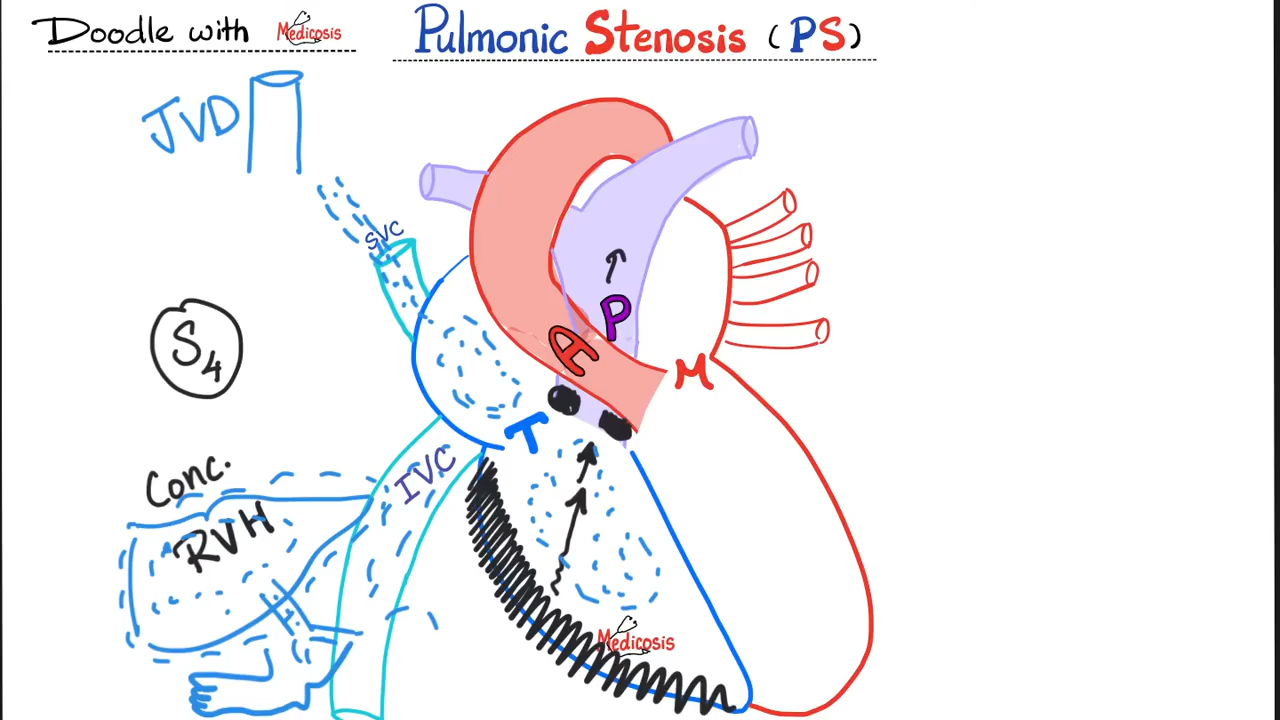 Doodle with Medicosis
Pulmonic Stenosis (PS)
JVD
SVC
S4
P
A
M
T
IVC
Conc.
RVH
Medicosis